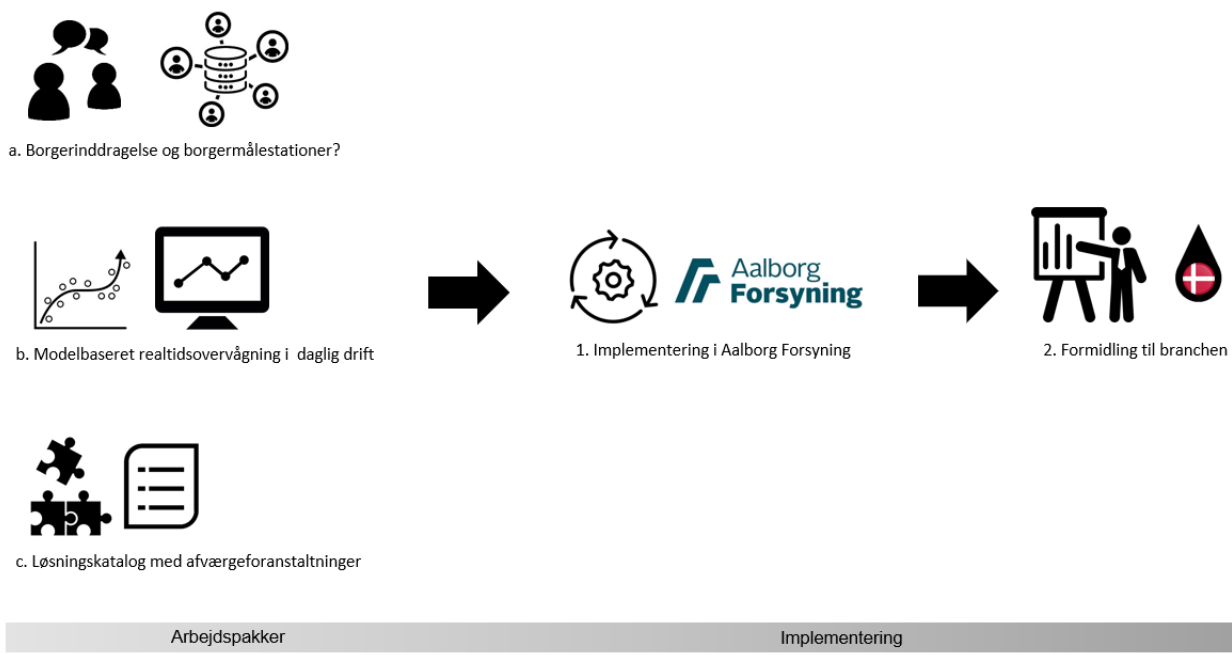 a. Borgerinddragelse og borgermålestationer?
b. Modelbaseret realtidsovervågning i daglig drift
Aalborg
Forsyning
1. Implementering i Aalborg Forsyning
2. Formidling til branchen
c. Løsningskatalog med afværgeforanstaltninger
Arbejdspakker
Implementering